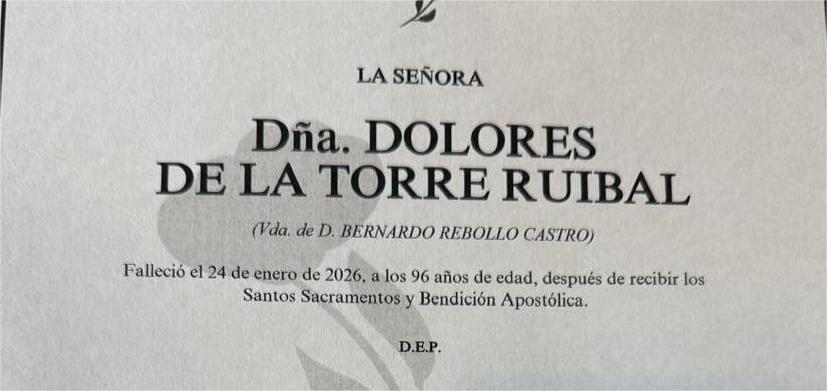 LA SEÑORA
Dña. DOLORES
DE LA TORRE RUIBAL
(Vda. de D. BERNARDO REBOLLO CASTRO)
Falleció el 24 de enero de 2026, a los 96 años de edad, después de recibir los
Santos Sacramentos y Bendición Apostólica.
D.E.P.